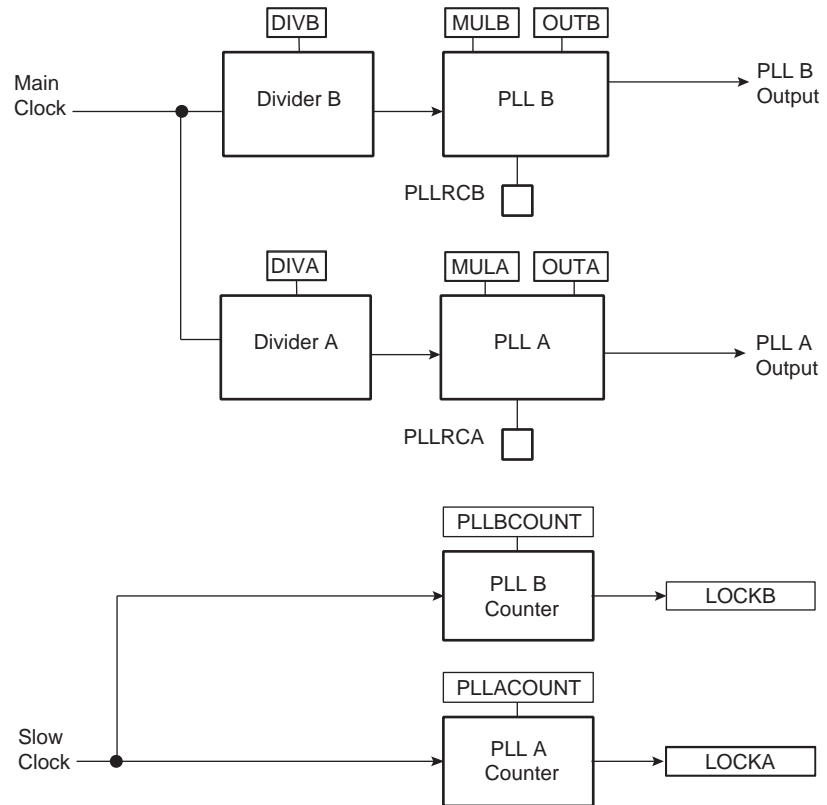 DIVB
MULB
OUTB
Main
Clock
Divider B
PLL B
PLL B
Output
PLLRCB
DIVA
MULA
OUTA
Divider A
PLL A
PLL A
Output
PLLRCA
PLLBCOUNT
PLL B
Counter
LOCKB
PLLACOUNT
Slow
Clock
PLL A
Counter
LOCKA